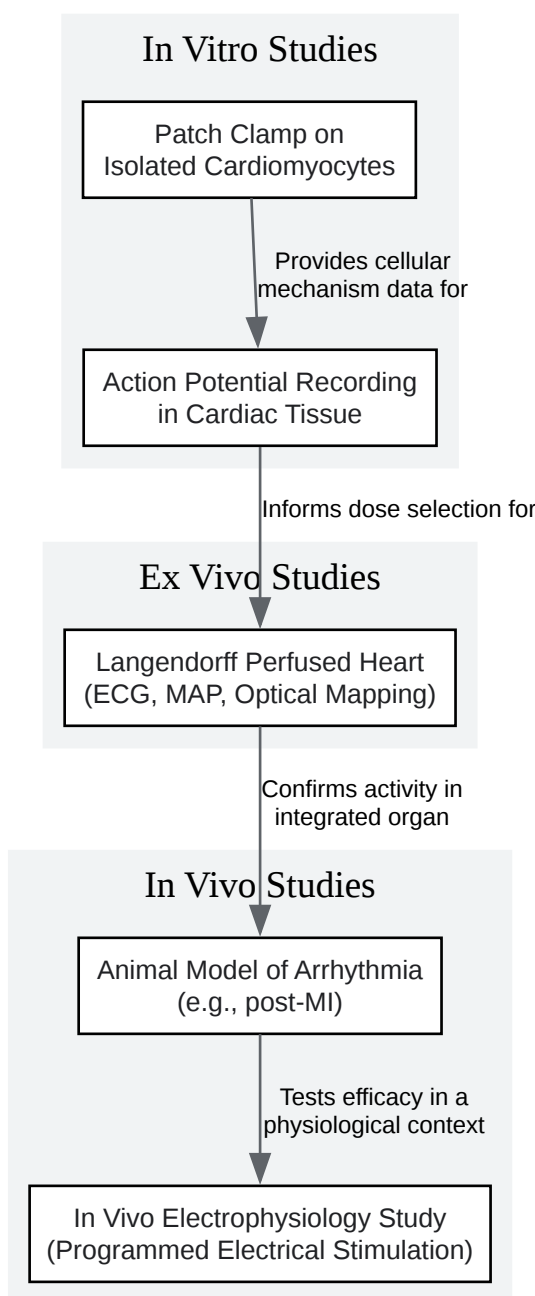 In Vitro Studies
Patch Clamp on
Isolated Cardiomyocytes
Provides cellular
mechanism data for
Action Potential Recording
in Cardiac Tissue
Informs dose selection for
Ex Vivo Studies
Langendorff Perfused Heart
(ECG, MAP, Optical Mapping)
Confirms activity in
integrated organ
In Vivo Studies
Animal Model of Arrhythmia
(e.g., post-MI)
Tests efficacy in a
physiological context
In Vivo Electrophysiology Study
(Programmed Electrical Stimulation)